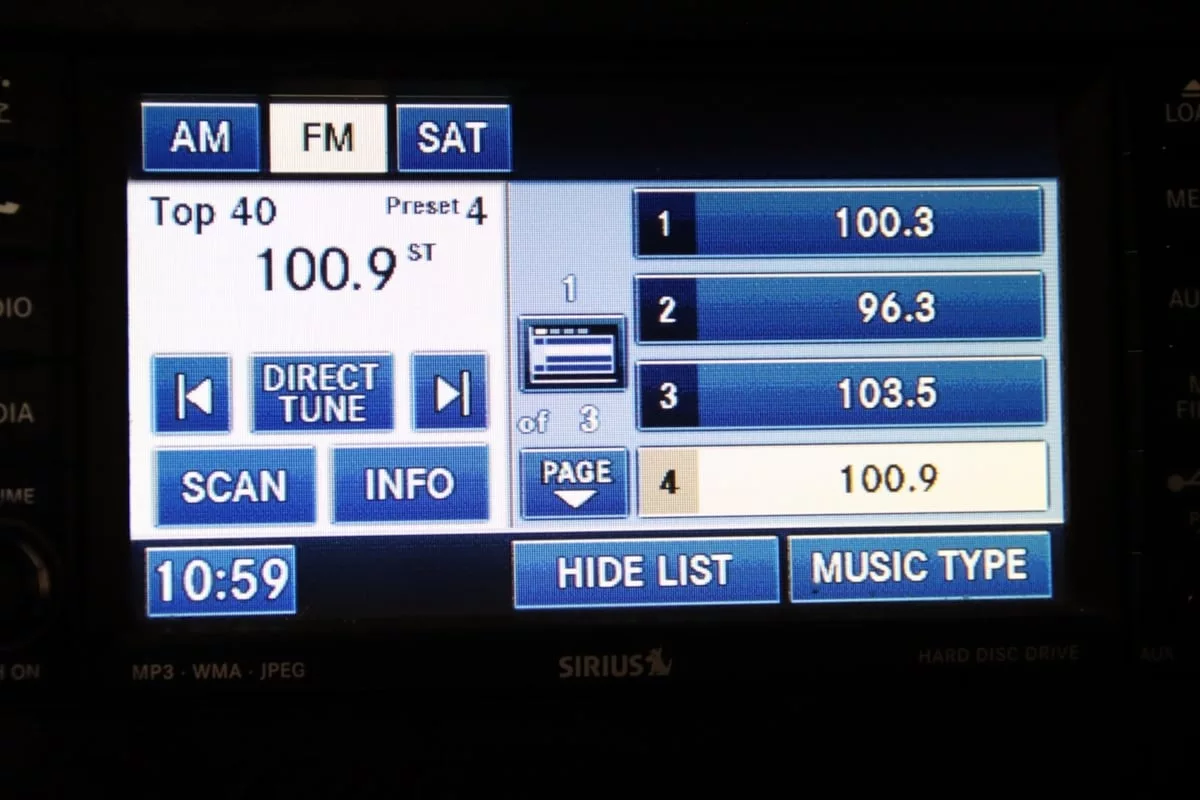 AM FM SAT
Top 40 Preset 4
100.9 ST
DIRECT
TUNE
SCAN INFO
1
of 3
PAGE
1 100.3
2 96.3
3 103.5
4 100.9
10:59 HIDE LIST MUSIC TYPE
MP3 · WMA · JPEG SIRIUS HARD DISC DRIVE
AUX